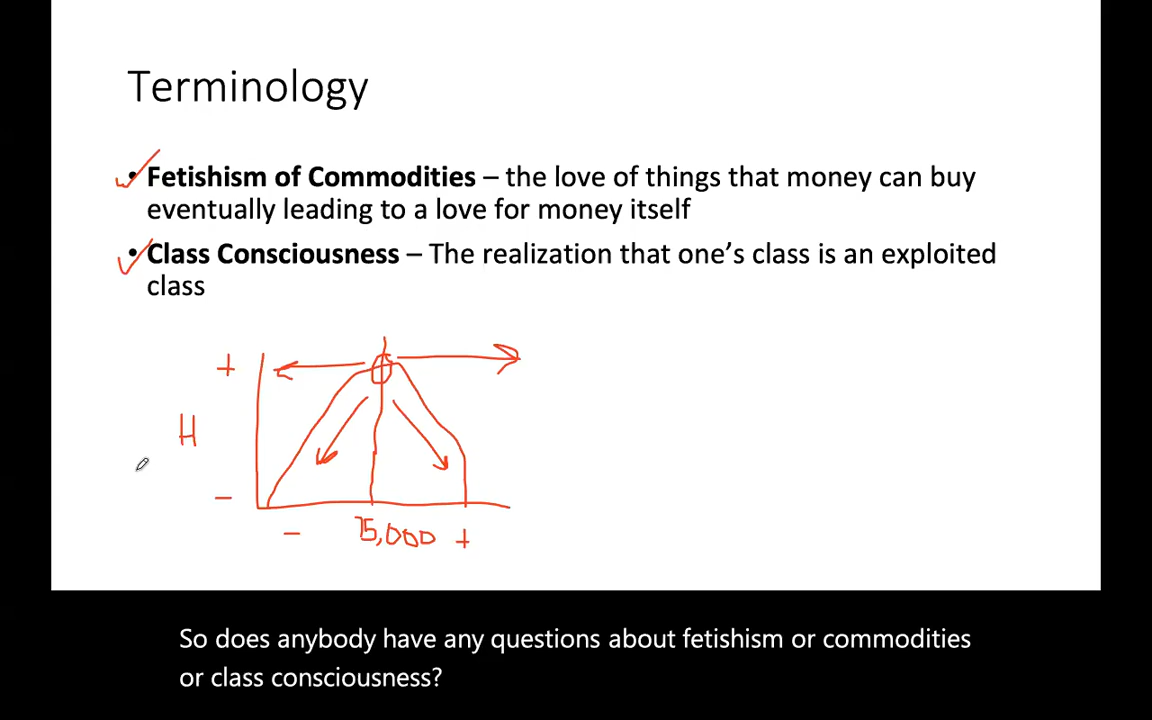 Terminology
• Fetishism of Commodities – the love of things that money can buy
eventually leading to a love for money itself
• Class Consciousness – The realization that one’s class is an exploited
class
+
H
–
– 75,000 +
So does anybody have any questions about fetishism or commodities
or class consciousness?